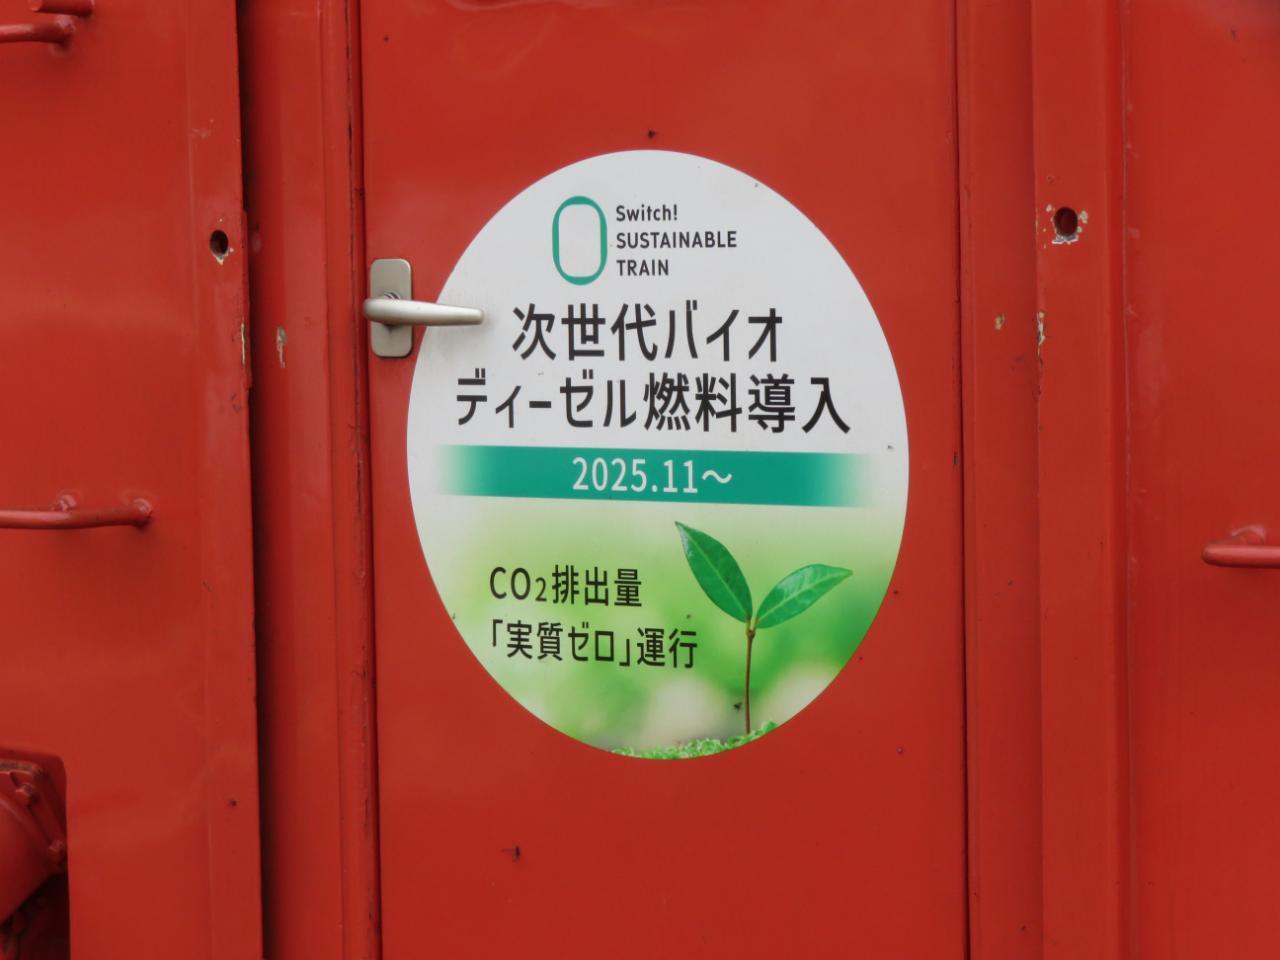 Switch!
SUSTAINABLE
TRAIN
次世代バイオ
ディーゼル燃料導入
2025.11～
CO₂排出量
「実質ゼロ」運行